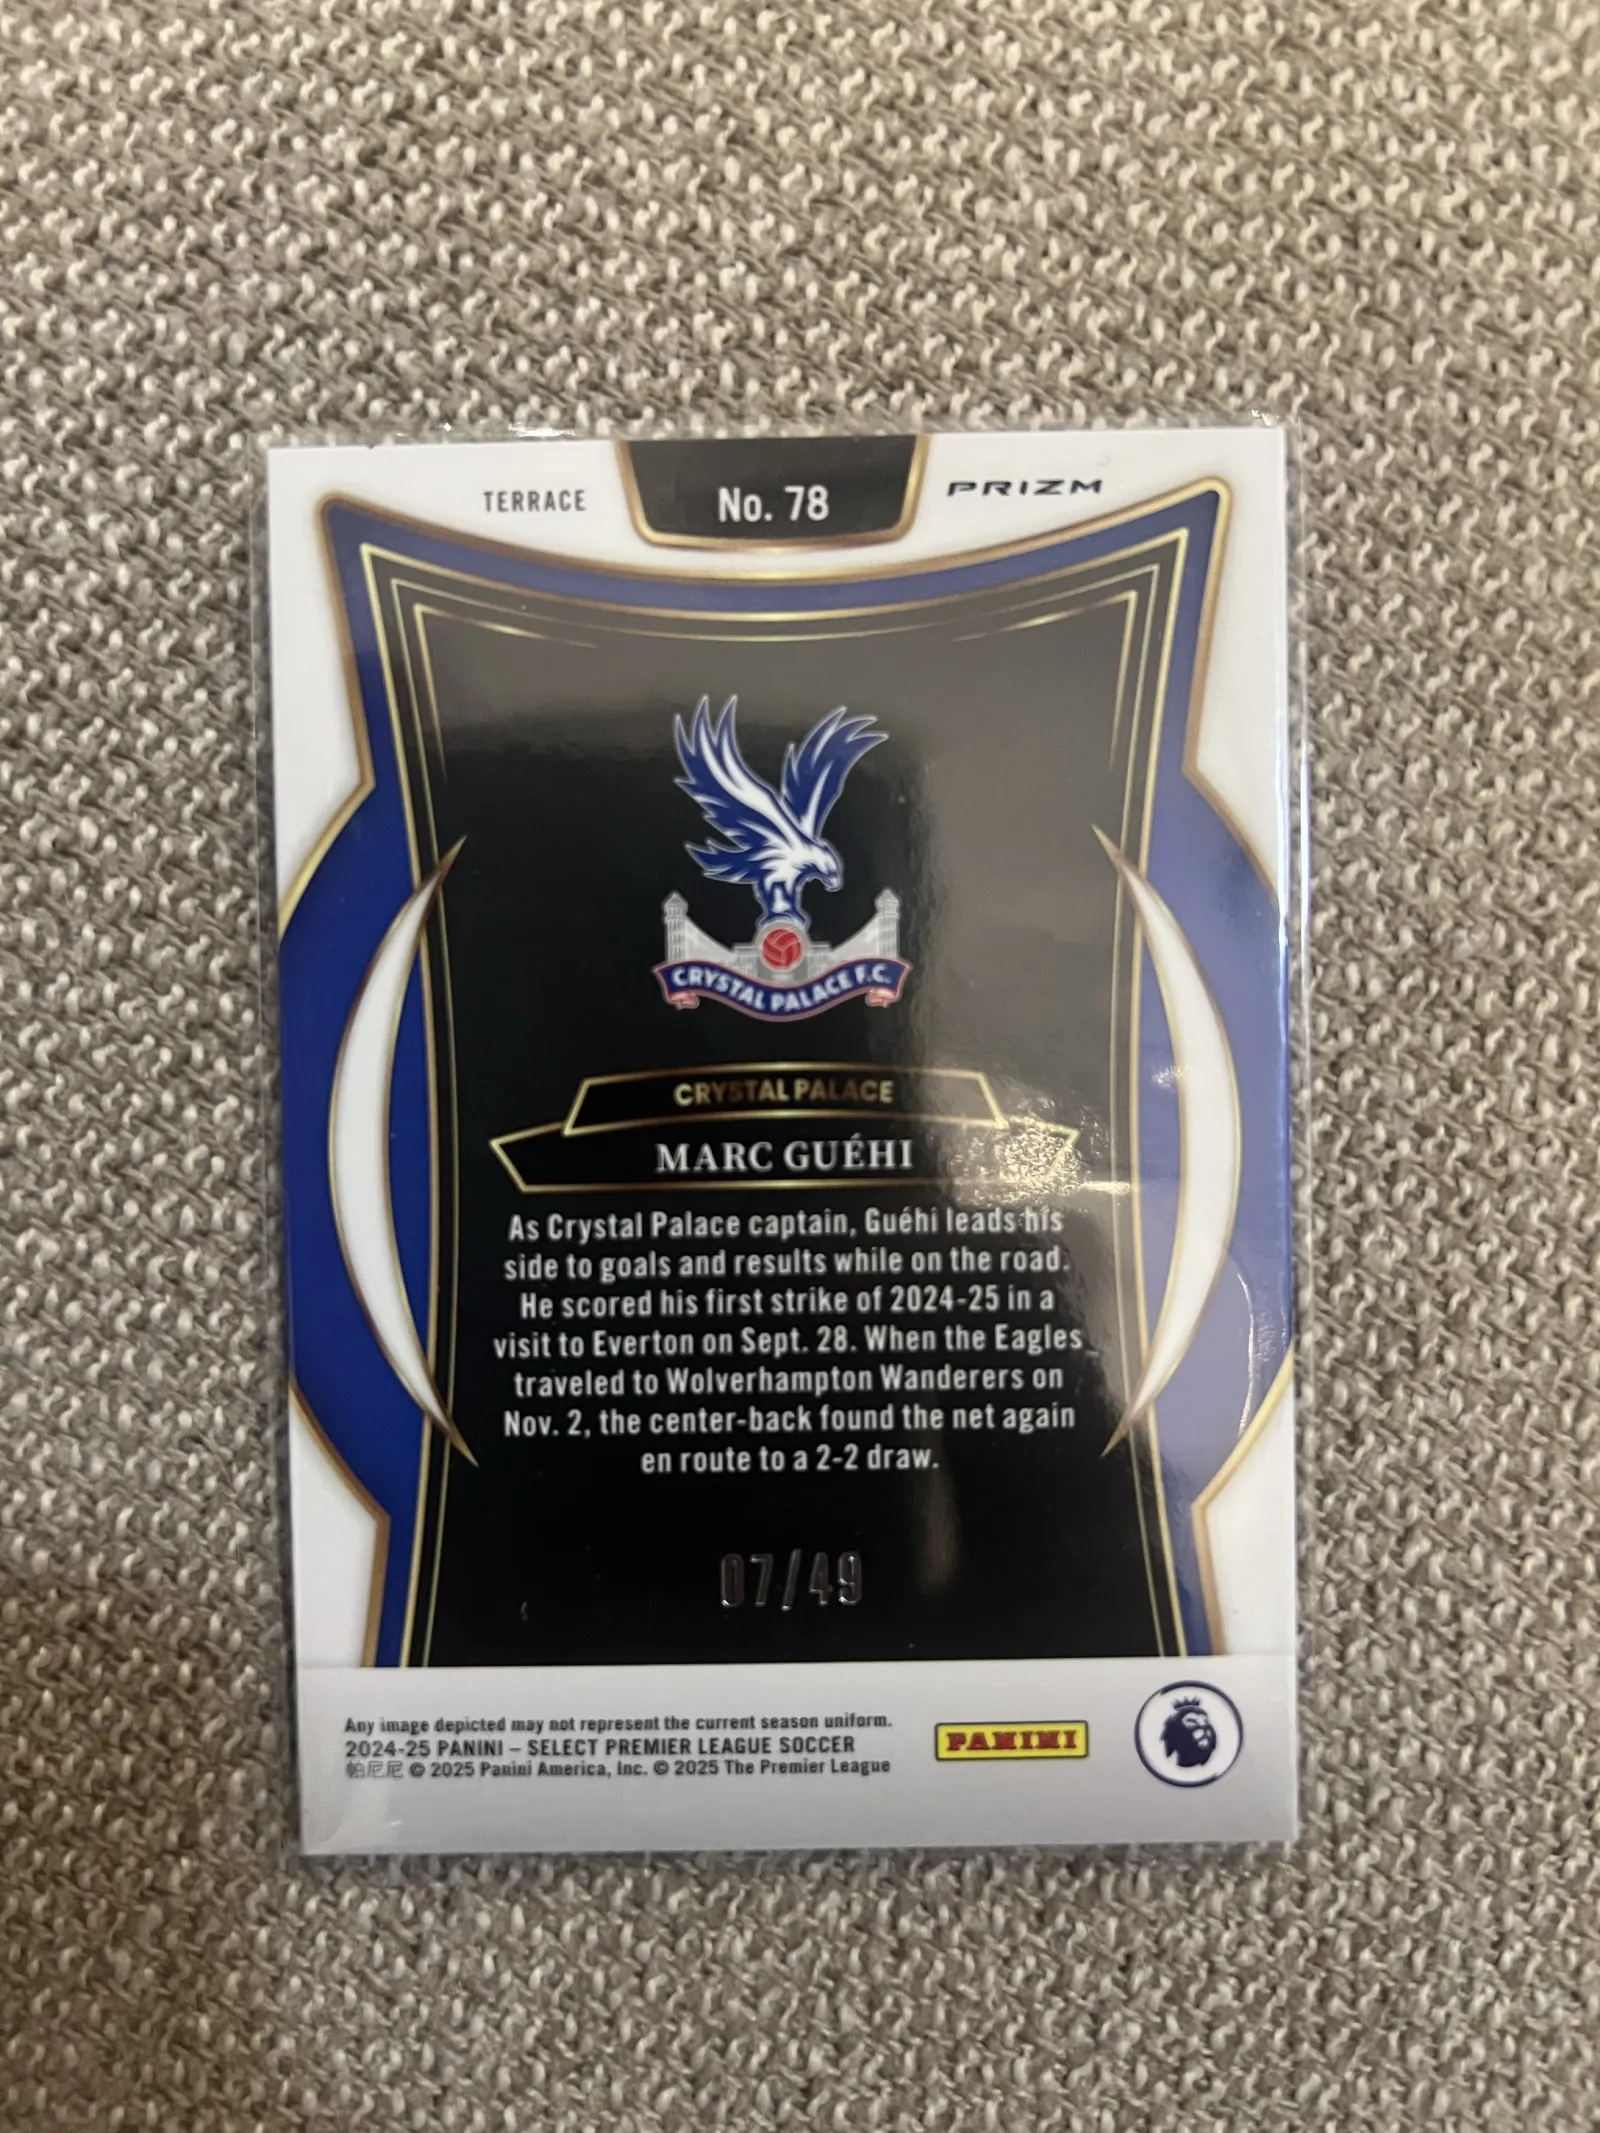 TERRACE
No. 78
PRIZM
CRYSTAL PALACE F.C.
CRYSTAL PALACE
MARC GUÉHI
As Crystal Palace captain, Guéhi leads his
side to goals and results while on the road.
He scored his first strike of 2024-25 in a
visit to Everton on Sept. 28. When the Eagles
traveled to Wolverhampton Wanderers on
Nov. 2, the center-back found the net again
en route to a 2-2 draw.
07/49
Any image depicted may not represent the current season uniform.
2024-25 PANINI – SELECT PREMIER LEAGUE SOCCER
帕尼尼 © 2025 Panini America, Inc. © 2025 The Premier League
PANINI